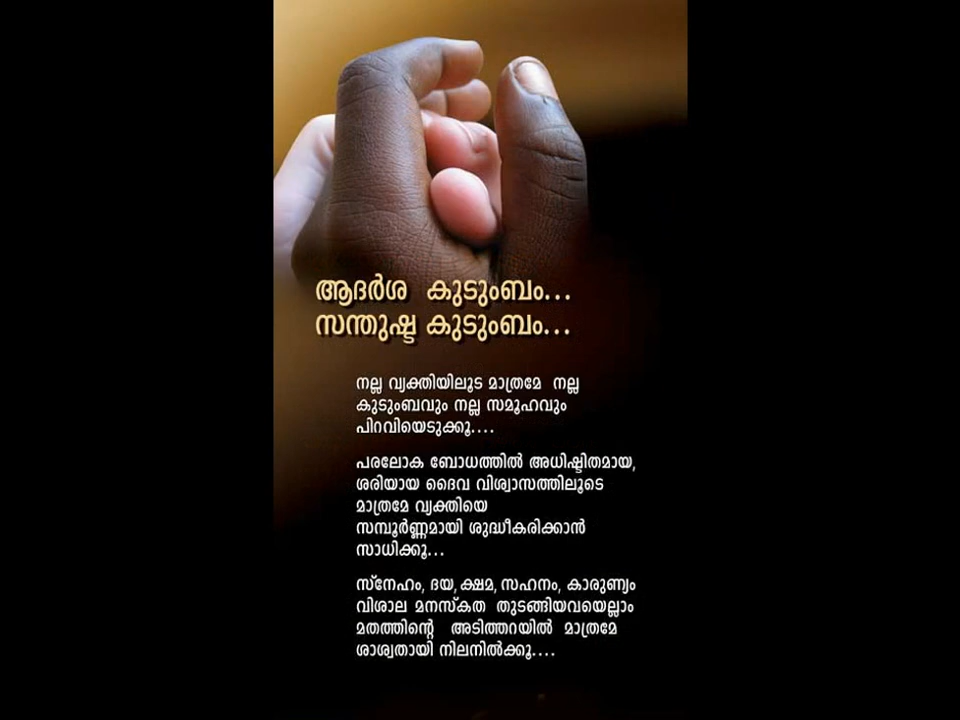 ആദർശ കുടുംബം...
സന്തുഷ്ട കുടുംബം...
നല്ല വ്യക്തിയിലൂട മാത്രമേ നല്ല
കുടുംബവും നല്ല സമൂഹവും
പിറവിയെടുക്കൂ....
പരലോക ബോധത്തിൽ അധിഷ്ടിതമായ,
ശരിയായ ദൈവ വിശ്വാസത്തിലൂടെ
മാത്രമേ വ്യക്തിയെ
സമ്പൂർണ്ണമായി ശുദ്ധീകരിക്കാൻ
സാധിക്കൂ...
സ്നേഹം, ദയ, ക്ഷമ, സഹനം, കാരുണ്യം
വിശാല മനസ്കത തുടങ്ങിയവയെല്ലാം
മതത്തിന്റെ അടിത്തറയിൽ മാത്രമേ
ശാശ്വതായി നിലനിൽക്കൂ....